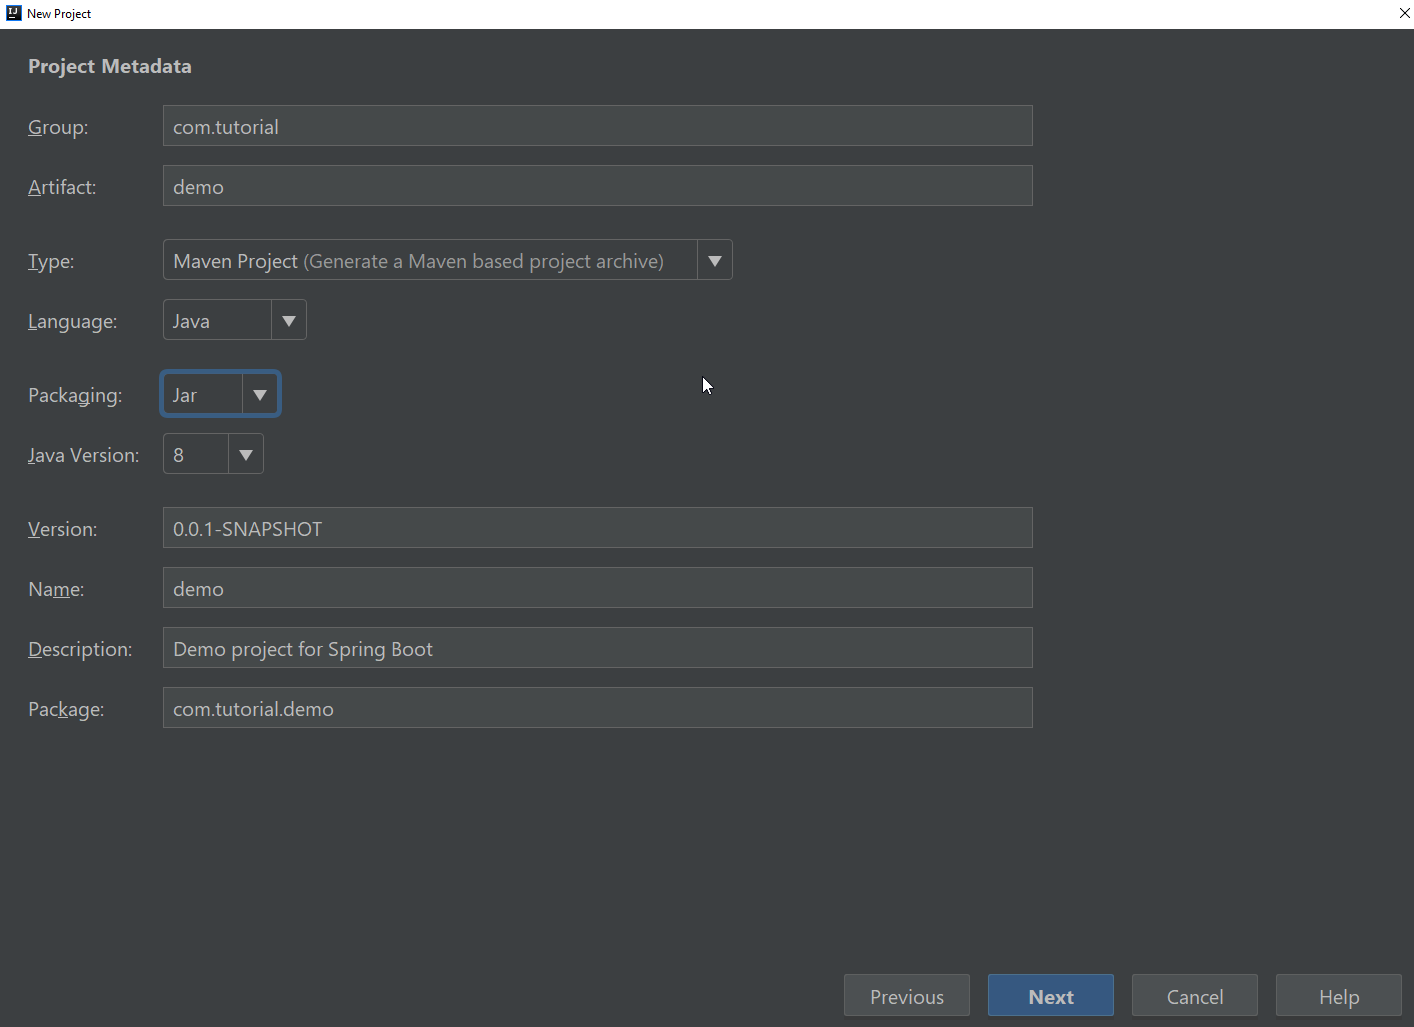 IJ New Project
Project Metadata
Group: com.tutorial
Artifact: demo
Type: Maven Project (Generate a Maven based project archive)
Language: Java
Packaging: Jar
Java Version: 8
Version: 0.0.1-SNAPSHOT
Name: demo
Description: Demo project for Spring Boot
Package: com.tutorial.demo
Previous Next Cancel Help